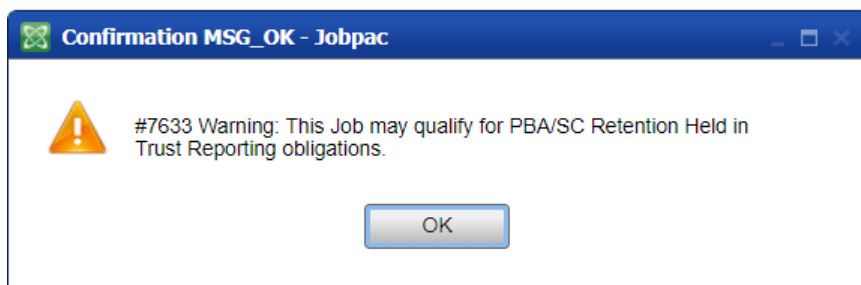 Confirmation MSG_OK - Jobpac
#7633 Warning: This Job may qualify for PBA/SC Retention Held in
Trust Reporting obligations.
OK